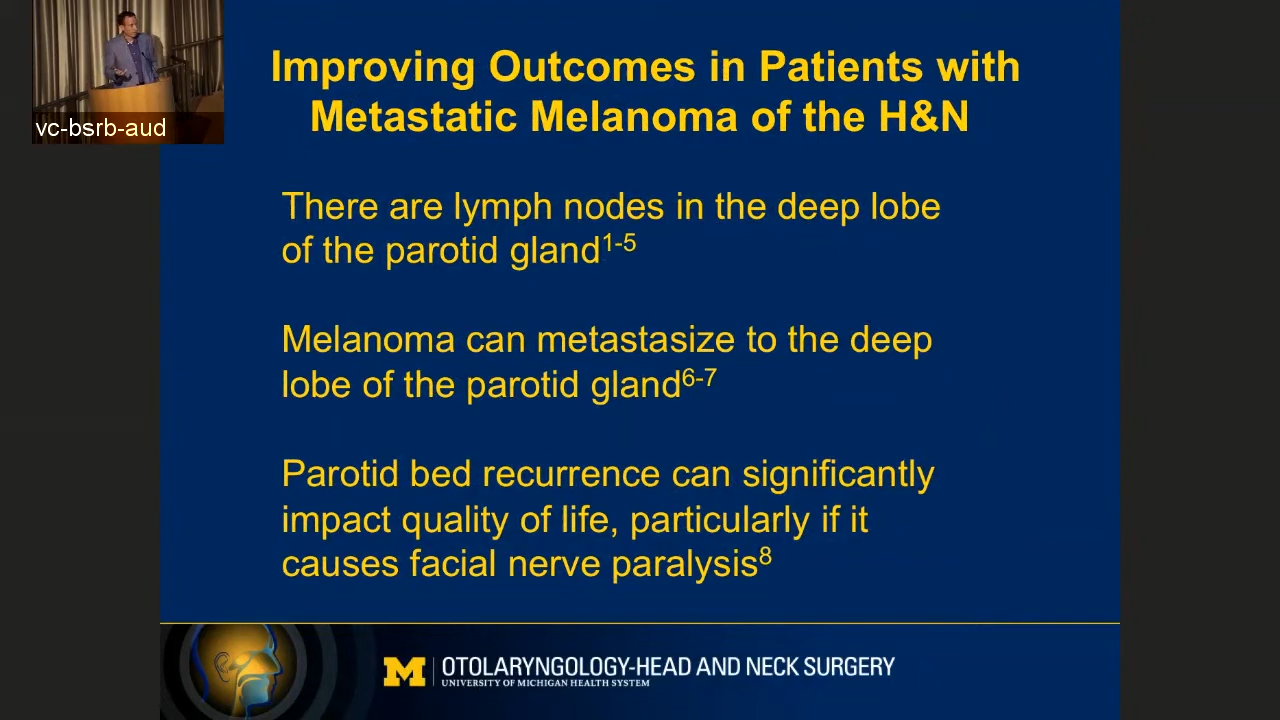 vc-bsrb-aud
Improving Outcomes in Patients with
Metastatic Melanoma of the H&N
There are lymph nodes in the deep lobe
of the parotid gland1-5
Melanoma can metastasize to the deep
lobe of the parotid gland6-7
Parotid bed recurrence can significantly
impact quality of life, particularly if it
causes facial nerve paralysis8
M OTOLARYNGOLOGY-HEAD AND NECK SURGERY
UNIVERSITY OF MICHIGAN HEALTH SYSTEM